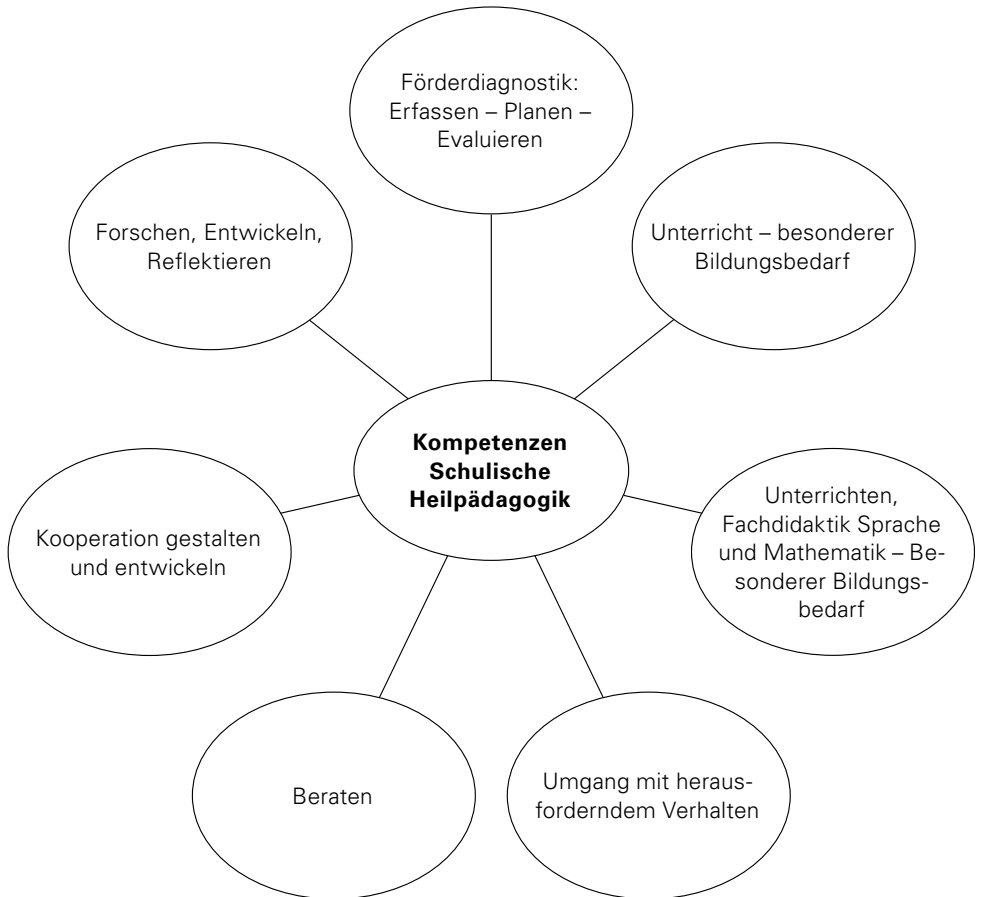 Förderdiagnostik:
Erfassen – Planen –
Evaluieren
Forschen, Entwickeln,
Reflektieren
Unterricht – besonderer
Bildungsbedarf
Kompetenzen
Schulische
Heilpädagogik
Kooperation gestalten
und entwickeln
Unterrichten,
Fachdidaktik Sprache
und Mathematik – Be-
sonderer Bildungs-
bedarf
Beraten
Umgang mit heraus-
forderndem Verhalten